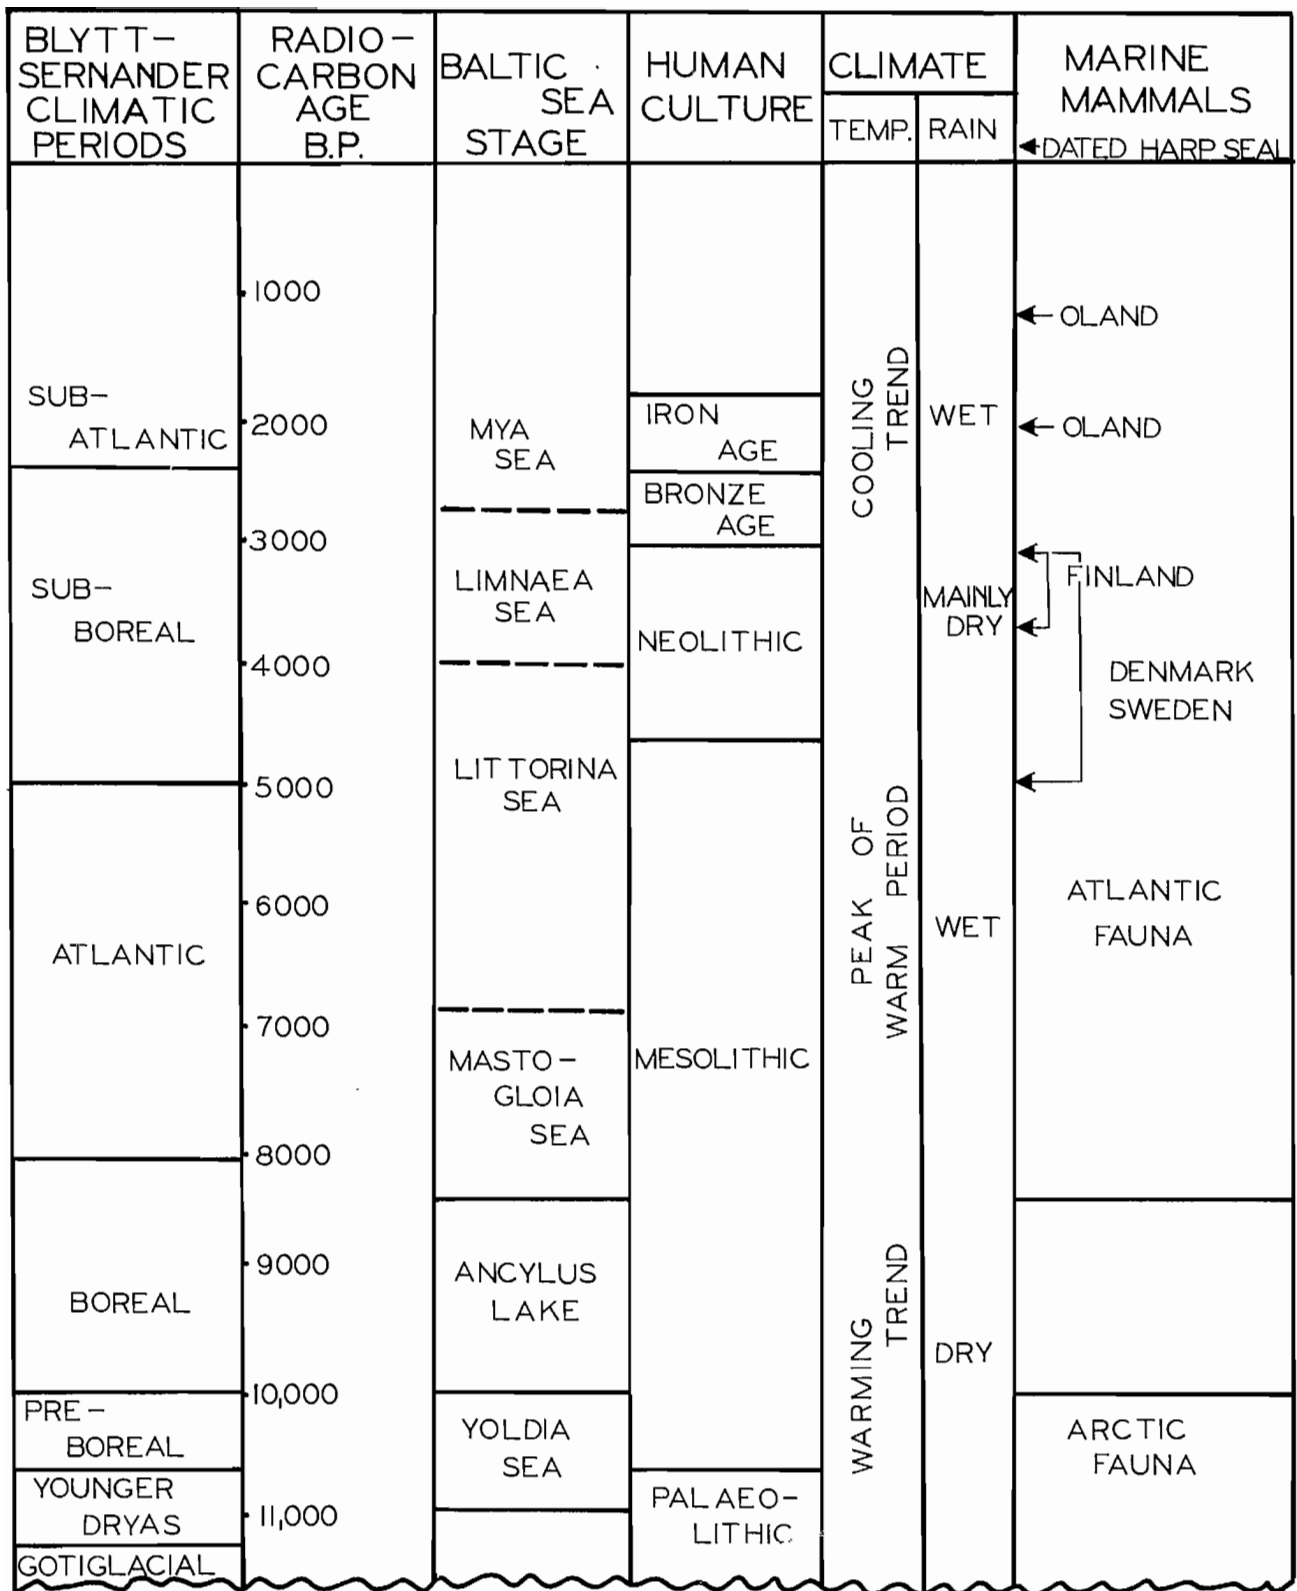 BLYTT-
SERNANDER
CLIMATIC
PERIODS
RADIO-
CARBON
AGE
B.P.
BALTIC
SEA
STAGE
HUMAN
CULTURE
CLIMATE
TEMP.
RAIN
MARINE
MAMMALS
DATED HARP SEAL
SUB-
ATLANTIC
SUB-
BOREAL
ATLANTIC
BOREAL
PRE-
BOREAL
YOUNGER
DRYAS
GOTIGLACIAL
1000
2000
3000
4000
5000
6000
7000
8000
9000
10,000
11,000
MYA
SEA
LIMNAEA
SEA
LITTORINA
SEA
MASTO-
GLOIA
SEA
ANCYLUS
LAKE
YOLDIA
SEA
IRON
AGE
BRONZE
AGE
NEOLITHIC
MESOLITHIC
PALAEO-
LITHIC
COOLING
TREND
PEAK OF
WARM PERIOD
WARMING
TREND
WET
MAINLY
DRY
WET
DRY
OLAND
OLAND
FINLAND
DENMARK
SWEDEN
ATLANTIC
FAUNA
ARCTIC
FAUNA